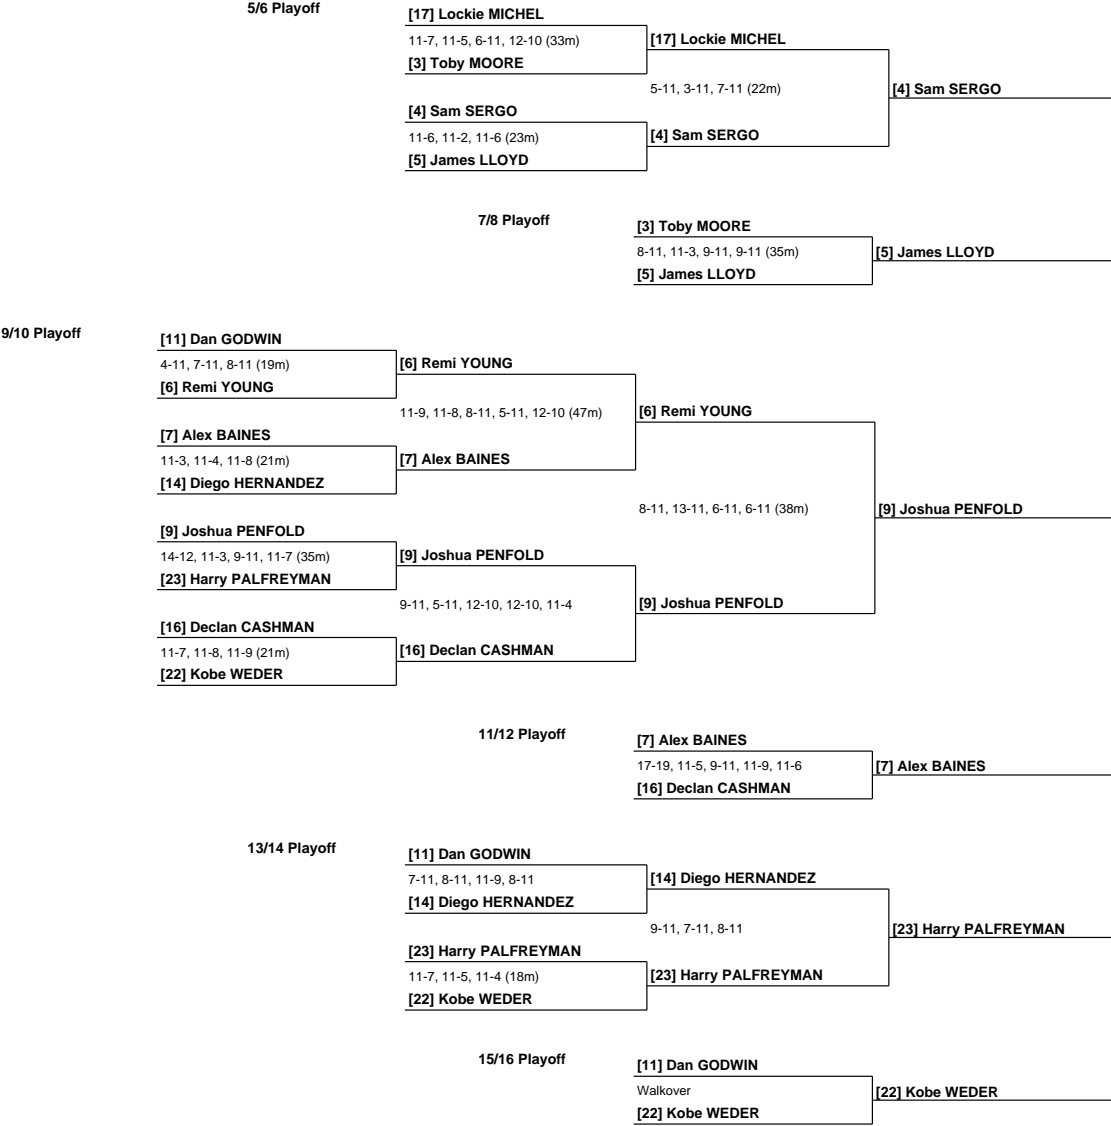 5/6 Playoff
[17] Lockie MICHEL
11-7, 11-5, 6-11, 12-10 (33m)
[3] Toby MOORE
[17] Lockie MICHEL
5-11, 3-11, 7-11 (22m)
[4] Sam SERGO
[4] Sam SERGO
11-6, 11-2, 11-6 (23m)
[5] James LLOYD
[4] Sam SERGO
7/8 Playoff
[3] Toby MOORE
8-11, 11-3, 9-11, 9-11 (35m)
[5] James LLOYD
[5] James LLOYD
9/10 Playoff
[11] Dan GODWIN
4-11, 7-11, 8-11 (19m)
[6] Remi YOUNG
[6] Remi YOUNG
11-9, 11-8, 8-11, 5-11, 12-10 (47m)
[6] Remi YOUNG
[7] Alex BAINES
11-3, 11-4, 11-8 (21m)
[14] Diego HERNANDEZ
[7] Alex BAINES
8-11, 13-11, 6-11, 6-11 (38m)
[9] Joshua PENFOLD
[9] Joshua PENFOLD
14-12, 11-3, 9-11, 11-7 (35m)
[23] Harry PALFREYMAN
[9] Joshua PENFOLD
9-11, 5-11, 12-10, 12-10, 11-4
[9] Joshua PENFOLD
[16] Declan CASHMAN
11-7, 11-8, 11-9 (21m)
[22] Kobe WEDER
[16] Declan CASHMAN
11/12 Playoff
[7] Alex BAINES
17-19, 11-5, 9-11, 11-9, 11-6
[16] Declan CASHMAN
[7] Alex BAINES
13/14 Playoff
[11] Dan GODWIN
7-11, 8-11, 11-9, 8-11
[14] Diego HERNANDEZ
[14] Diego HERNANDEZ
9-11, 7-11, 8-11
[23] Harry PALFREYMAN
[23] Harry PALFREYMAN
11-7, 11-5, 11-4 (18m)
[22] Kobe WEDER
[23] Harry PALFREYMAN
15/16 Playoff
[11] Dan GODWIN
Walkover
[22] Kobe WEDER
[22] Kobe WEDER